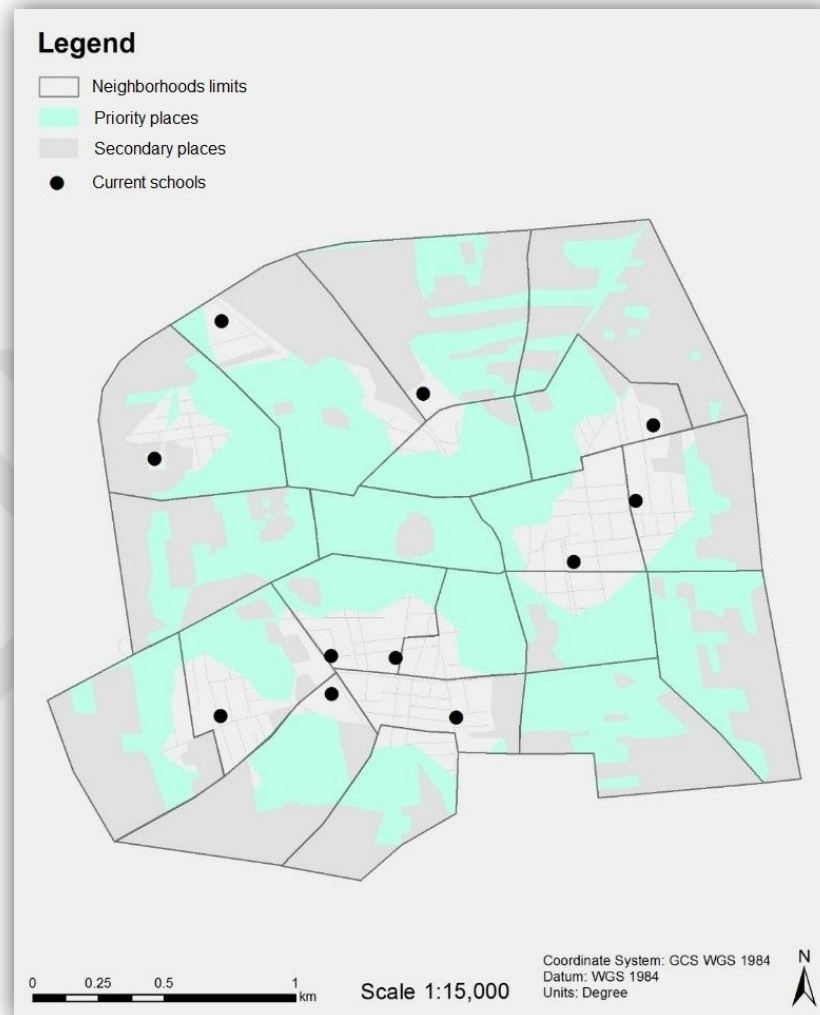 Legend
Neighborhoods limits
Priority places
Secondary places
Current schools
0 0.25 0.5 1
km
Scale 1:15,000
Coordinate System: GCS WGS 1984
Datum: WGS 1984
Units: Degree
N